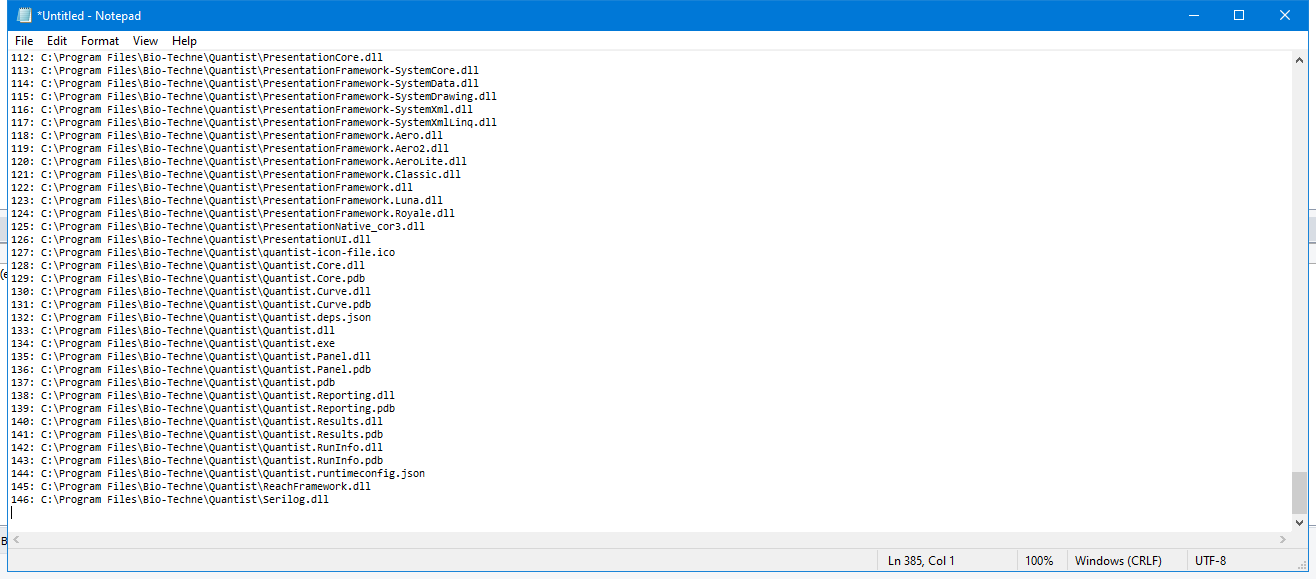 *Untitled - Notepad
File Edit Format View Help
112: C:\Program Files\Bio-Techne\Quantist\PresentationCore.dll
113: C:\Program Files\Bio-Techne\Quantist\PresentationFramework-SystemCore.dll
114: C:\Program Files\Bio-Techne\Quantist\PresentationFramework-SystemData.dll
115: C:\Program Files\Bio-Techne\Quantist\PresentationFramework-SystemDrawing.dll
116: C:\Program Files\Bio-Techne\Quantist\PresentationFramework-SystemXml.dll
117: C:\Program Files\Bio-Techne\Quantist\PresentationFramework-SystemXmlLinq.dll
118: C:\Program Files\Bio-Techne\Quantist\PresentationFramework.Aero.dll
119: C:\Program Files\Bio-Techne\Quantist\PresentationFramework.Aero2.dll
120: C:\Program Files\Bio-Techne\Quantist\PresentationFramework.AeroLite.dll
121: C:\Program Files\Bio-Techne\Quantist\PresentationFramework.Classic.dll
122: C:\Program Files\Bio-Techne\Quantist\PresentationFramework.dll
123: C:\Program Files\Bio-Techne\Quantist\PresentationFramework.Luna.dll
124: C:\Program Files\Bio-Techne\Quantist\PresentationFramework.Royale.dll
125: C:\Program Files\Bio-Techne\Quantist\PresentationNative_cor3.dll
126: C:\Program Files\Bio-Techne\Quantist\PresentationUI.dll
127: C:\Program Files\Bio-Techne\Quantist\quantist-icon-file.ico
128: C:\Program Files\Bio-Techne\Quantist\Quantist.Core.dll
129: C:\Program Files\Bio-Techne\Quantist\Quantist.Core.pdb
130: C:\Program Files\Bio-Techne\Quantist\Quantist.Curve.dll
131: C:\Program Files\Bio-Techne\Quantist\Quantist.Curve.pdb
132: C:\Program Files\Bio-Techne\Quantist\Quantist.deps.json
133: C:\Program Files\Bio-Techne\Quantist\Quantist.dll
134: C:\Program Files\Bio-Techne\Quantist\Quantist.exe
135: C:\Program Files\Bio-Techne\Quantist\Quantist.Panel.dll
136: C:\Program Files\Bio-Techne\Quantist\Quantist.Panel.pdb
137: C:\Program Files\Bio-Techne\Quantist\Quantist.pdb
138: C:\Program Files\Bio-Techne\Quantist\Quantist.Reporting.dll
139: C:\Program Files\Bio-Techne\Quantist\Quantist.Reporting.pdb
140: C:\Program Files\Bio-Techne\Quantist\Quantist.Results.dll
141: C:\Program Files\Bio-Techne\Quantist\Quantist.Results.pdb
142: C:\Program Files\Bio-Techne\Quantist\Quantist.RunInfo.dll
143: C:\Program Files\Bio-Techne\Quantist\Quantist.RunInfo.pdb
144: C:\Program Files\Bio-Techne\Quantist\Quantist.runtimeconfig.json
145: C:\Program Files\Bio-Techne\Quantist\ReachFramework.dll
146: C:\Program Files\Bio-Techne\Quantist\Serilog.dll
Ln 385, Col 1 100% Windows (CRLF) UTF-8